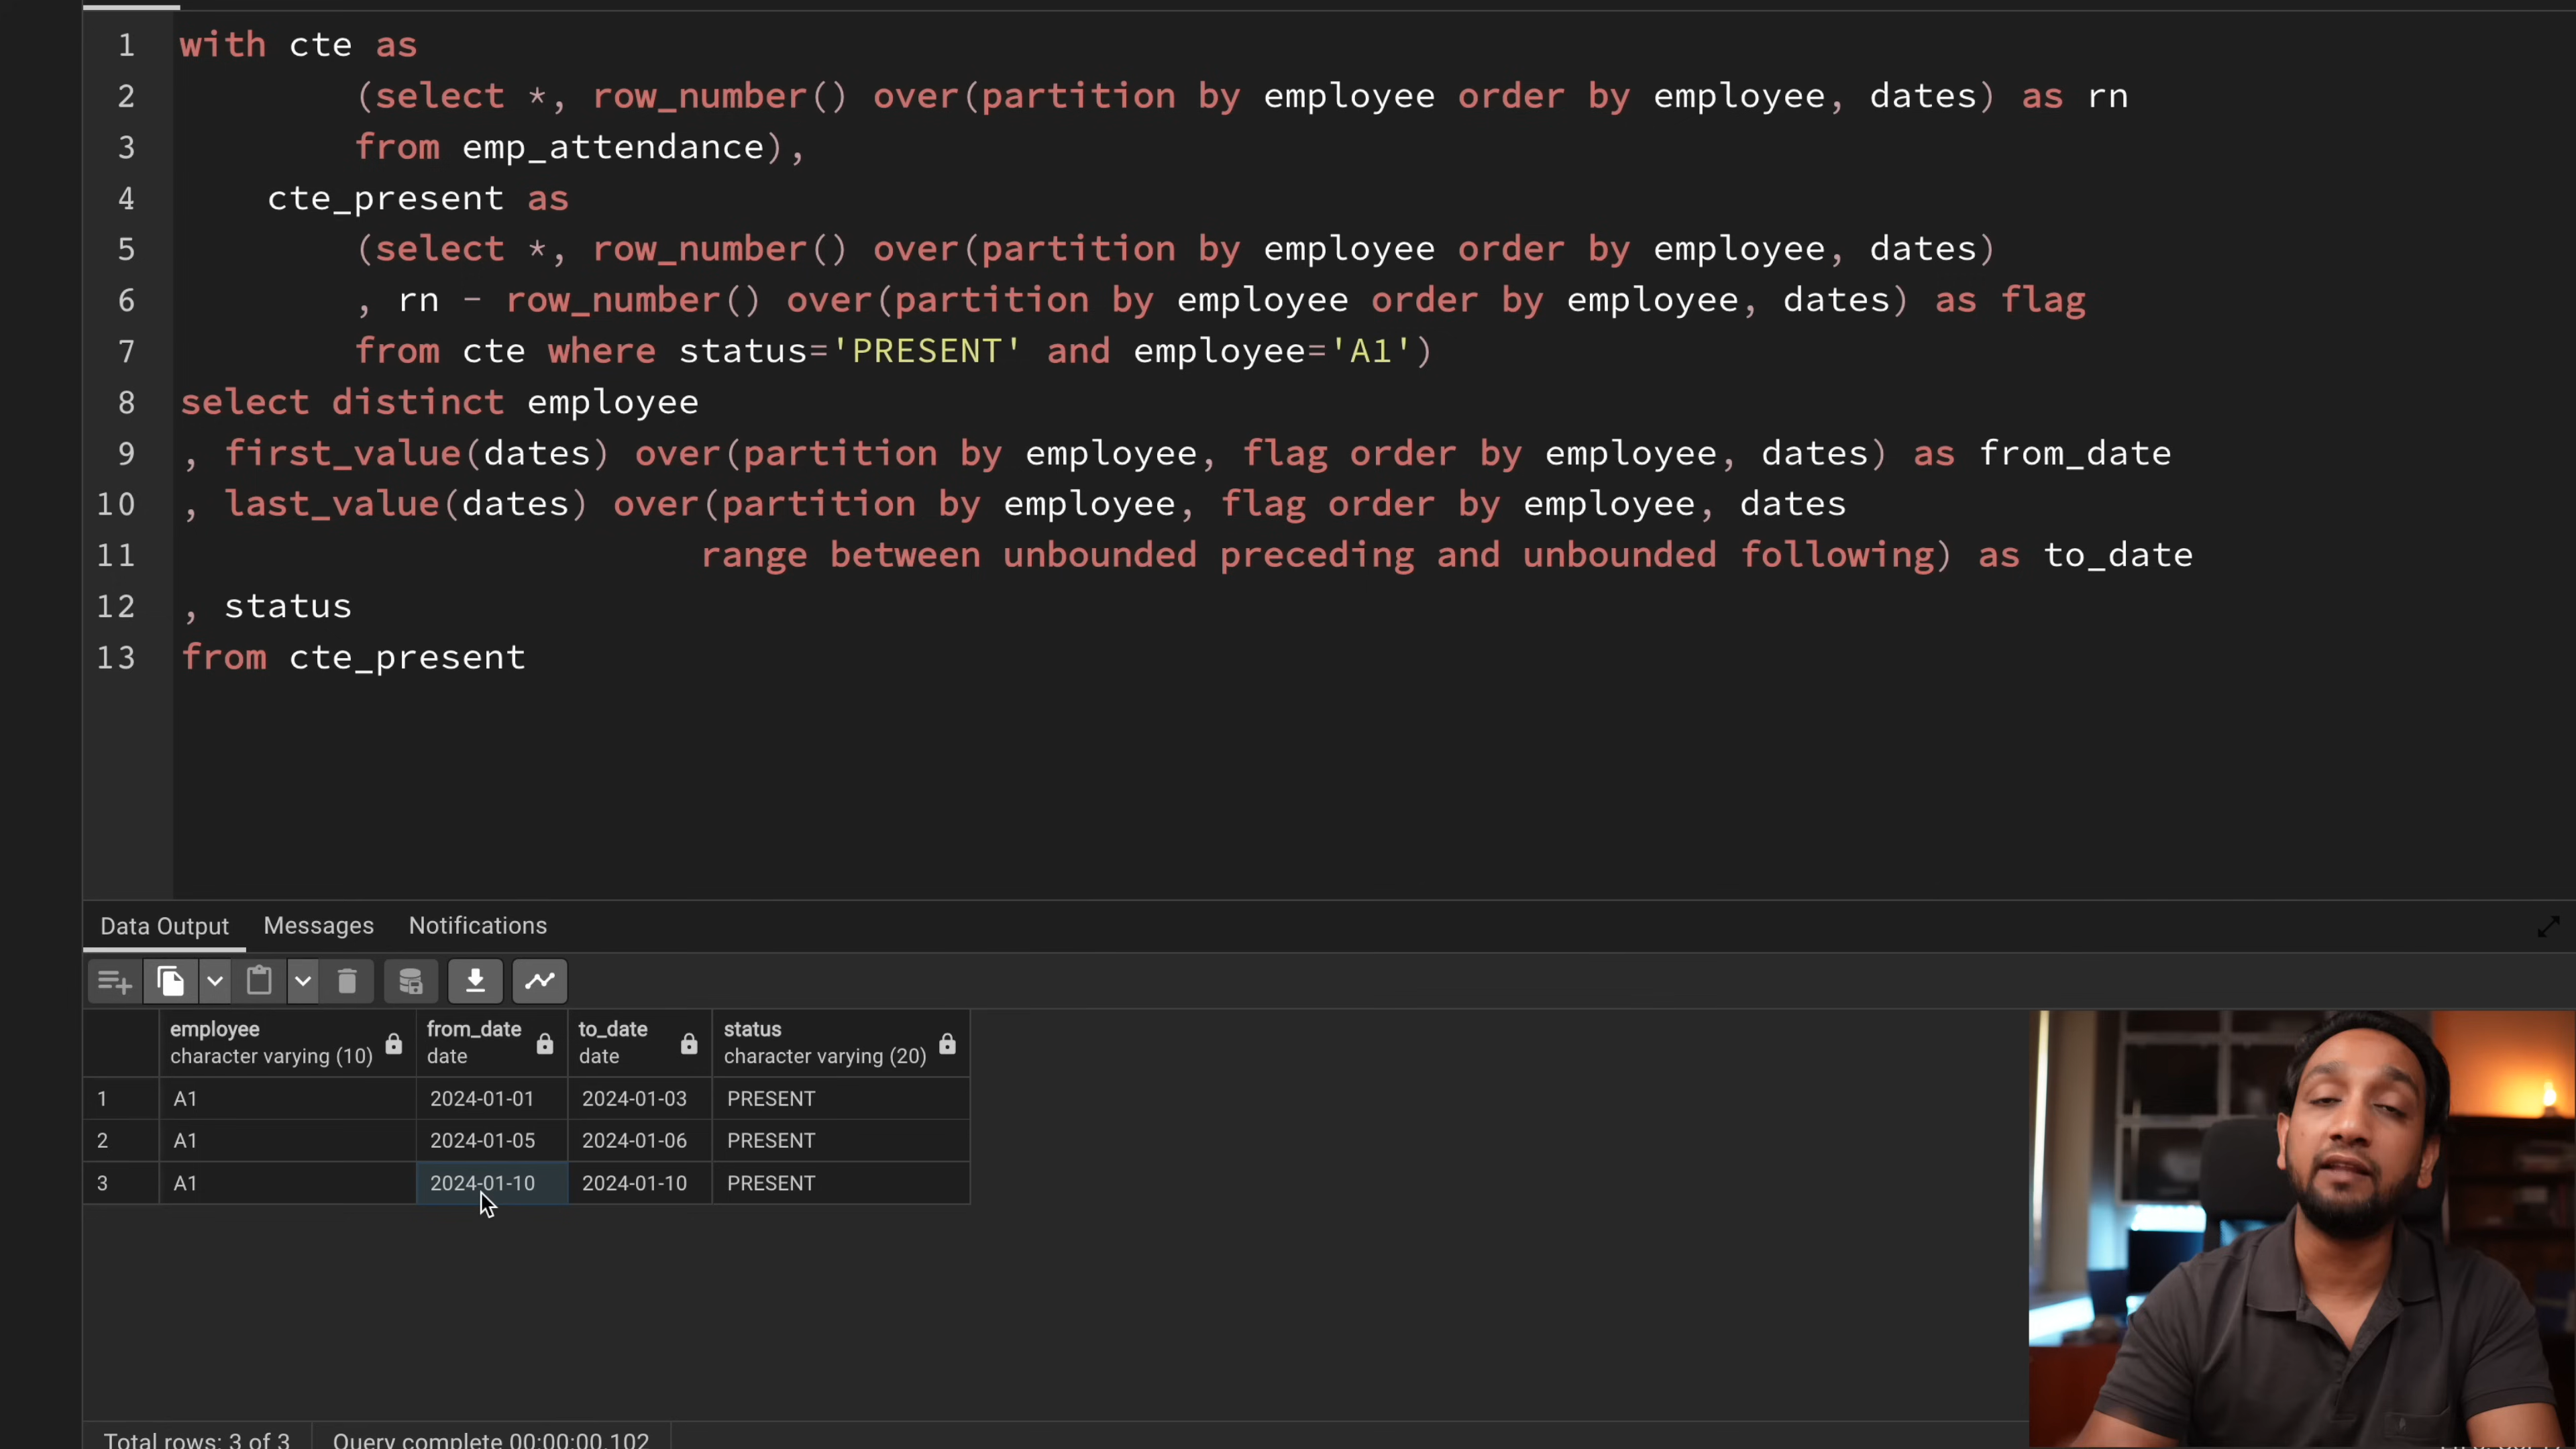 1 with cte as
2 (select *, row_number() over(partition by employee order by employee, dates) as rn
3 from emp_attendance),
4 cte_present as
5 (select *, row_number() over(partition by employee order by employee, dates)
6 , rn - row_number() over(partition by employee order by employee, dates) as flag
7 from cte where status='PRESENT' and employee='A1')
8 select distinct employee
9 , first_value(dates) over(partition by employee, flag order by employee, dates) as from_date
10 , last_value(dates) over(partition by employee, flag order by employee, dates
11 range between unbounded preceding and unbounded following) as to_date
12 , status
13 from cte_present
Data Output Messages Notifications
employee from_date to_date status
character varying (10) date date character varying (20)
1 A1 2024-01-01 2024-01-03 PRESENT
2 A1 2024-01-05 2024-01-06 PRESENT
3 A1 2024-01-10 2024-01-10 PRESENT
Total rows: 3 of 3 Query complete 00:00:00.102